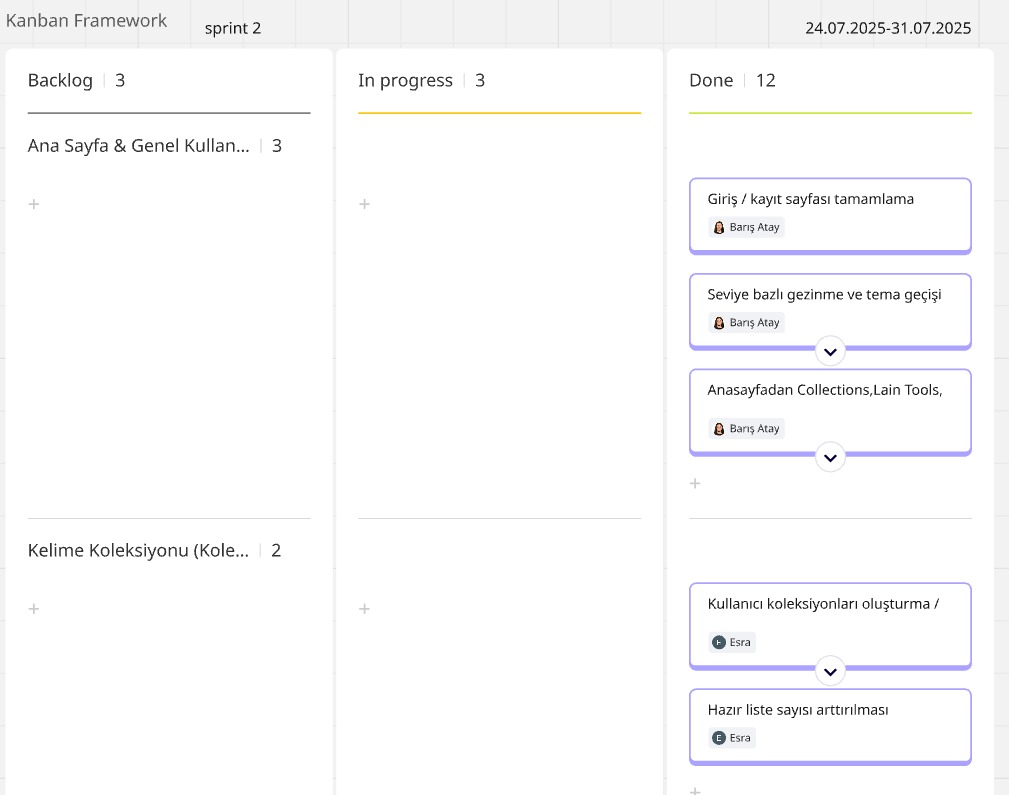 Kanban Framework
sprint 2
24.07.2025-31.07.2025
Backlog | 3
In progress | 3
Done | 12
Ana Sayfa & Genel Kullan... | 3
+
+
Giriş / kayıt sayfası tamamlama
Barış Atay
Seviye bazlı gezinme ve tema geçişi
Barış Atay
Anasayfadan Collections,Lain Tools,
Barış Atay
+
Kelime Koleksiyonu (Kole... | 2
+
+
Kullanıcı koleksiyonları oluşturma /
E Esra
Hazır liste sayısı arttırılması
E Esra
+